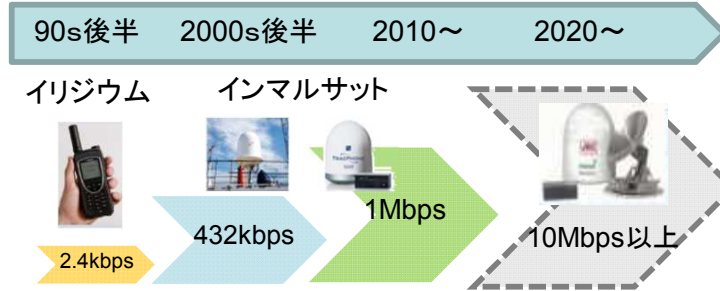 90s後半 2000s後半 2010～ 2020～
イリジウム インマルサット
1Mbps
432kbps
10Mbps以上
2.4kbps